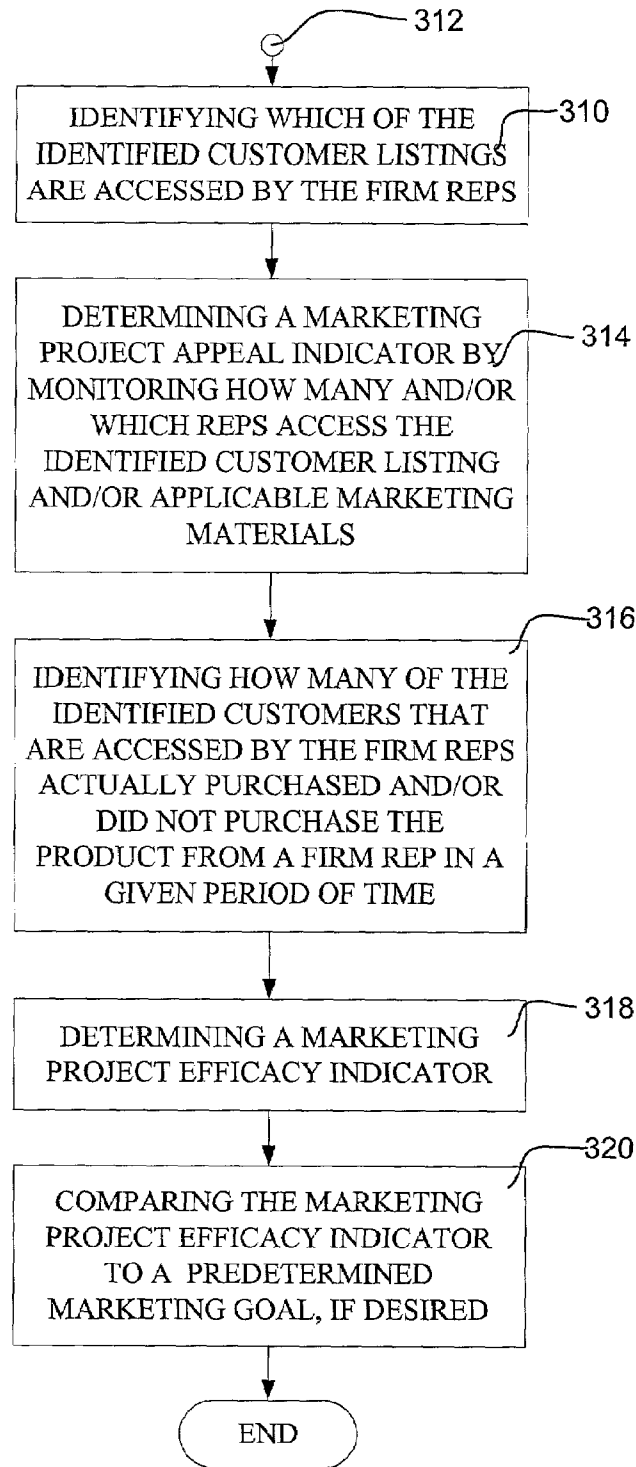 312
IDENTIFYING WHICH OF THE
310
IDENTIFIED CUSTOMER LISTINGS
ARE ACCESSED BY THE FIRM REPS
DETERMINING A MARKETING
PROJECT APPEAL INDICATOR BY
314
MONITORING HOW MANY AND/OR
WHICH REPS ACCESS THE
IDENTIFIED CUSTOMER LISTING
AND/OR APPLICABLE MARKETING
MATERIALS
316
IDENTIFYING HOW MANY OF THE
IDENTIFIED CUSTOMERS THAT
ARE ACCESSED BY THE FIRM REPS
ACTUALLY PURCHASED AND/OR
DID NOT PURCHASE THE
PRODUCT FROM A FIRM REP IN A
GIVEN PERIOD OF TIME
318
DETERMINING A MARKETING
PROJECT EFFICACY INDICATOR
320
COMPARING THE MARKETING
PROJECT EFFICACY INDICATOR
TO A PREDETERMINED
MARKETING GOAL, IF DESIRED
END